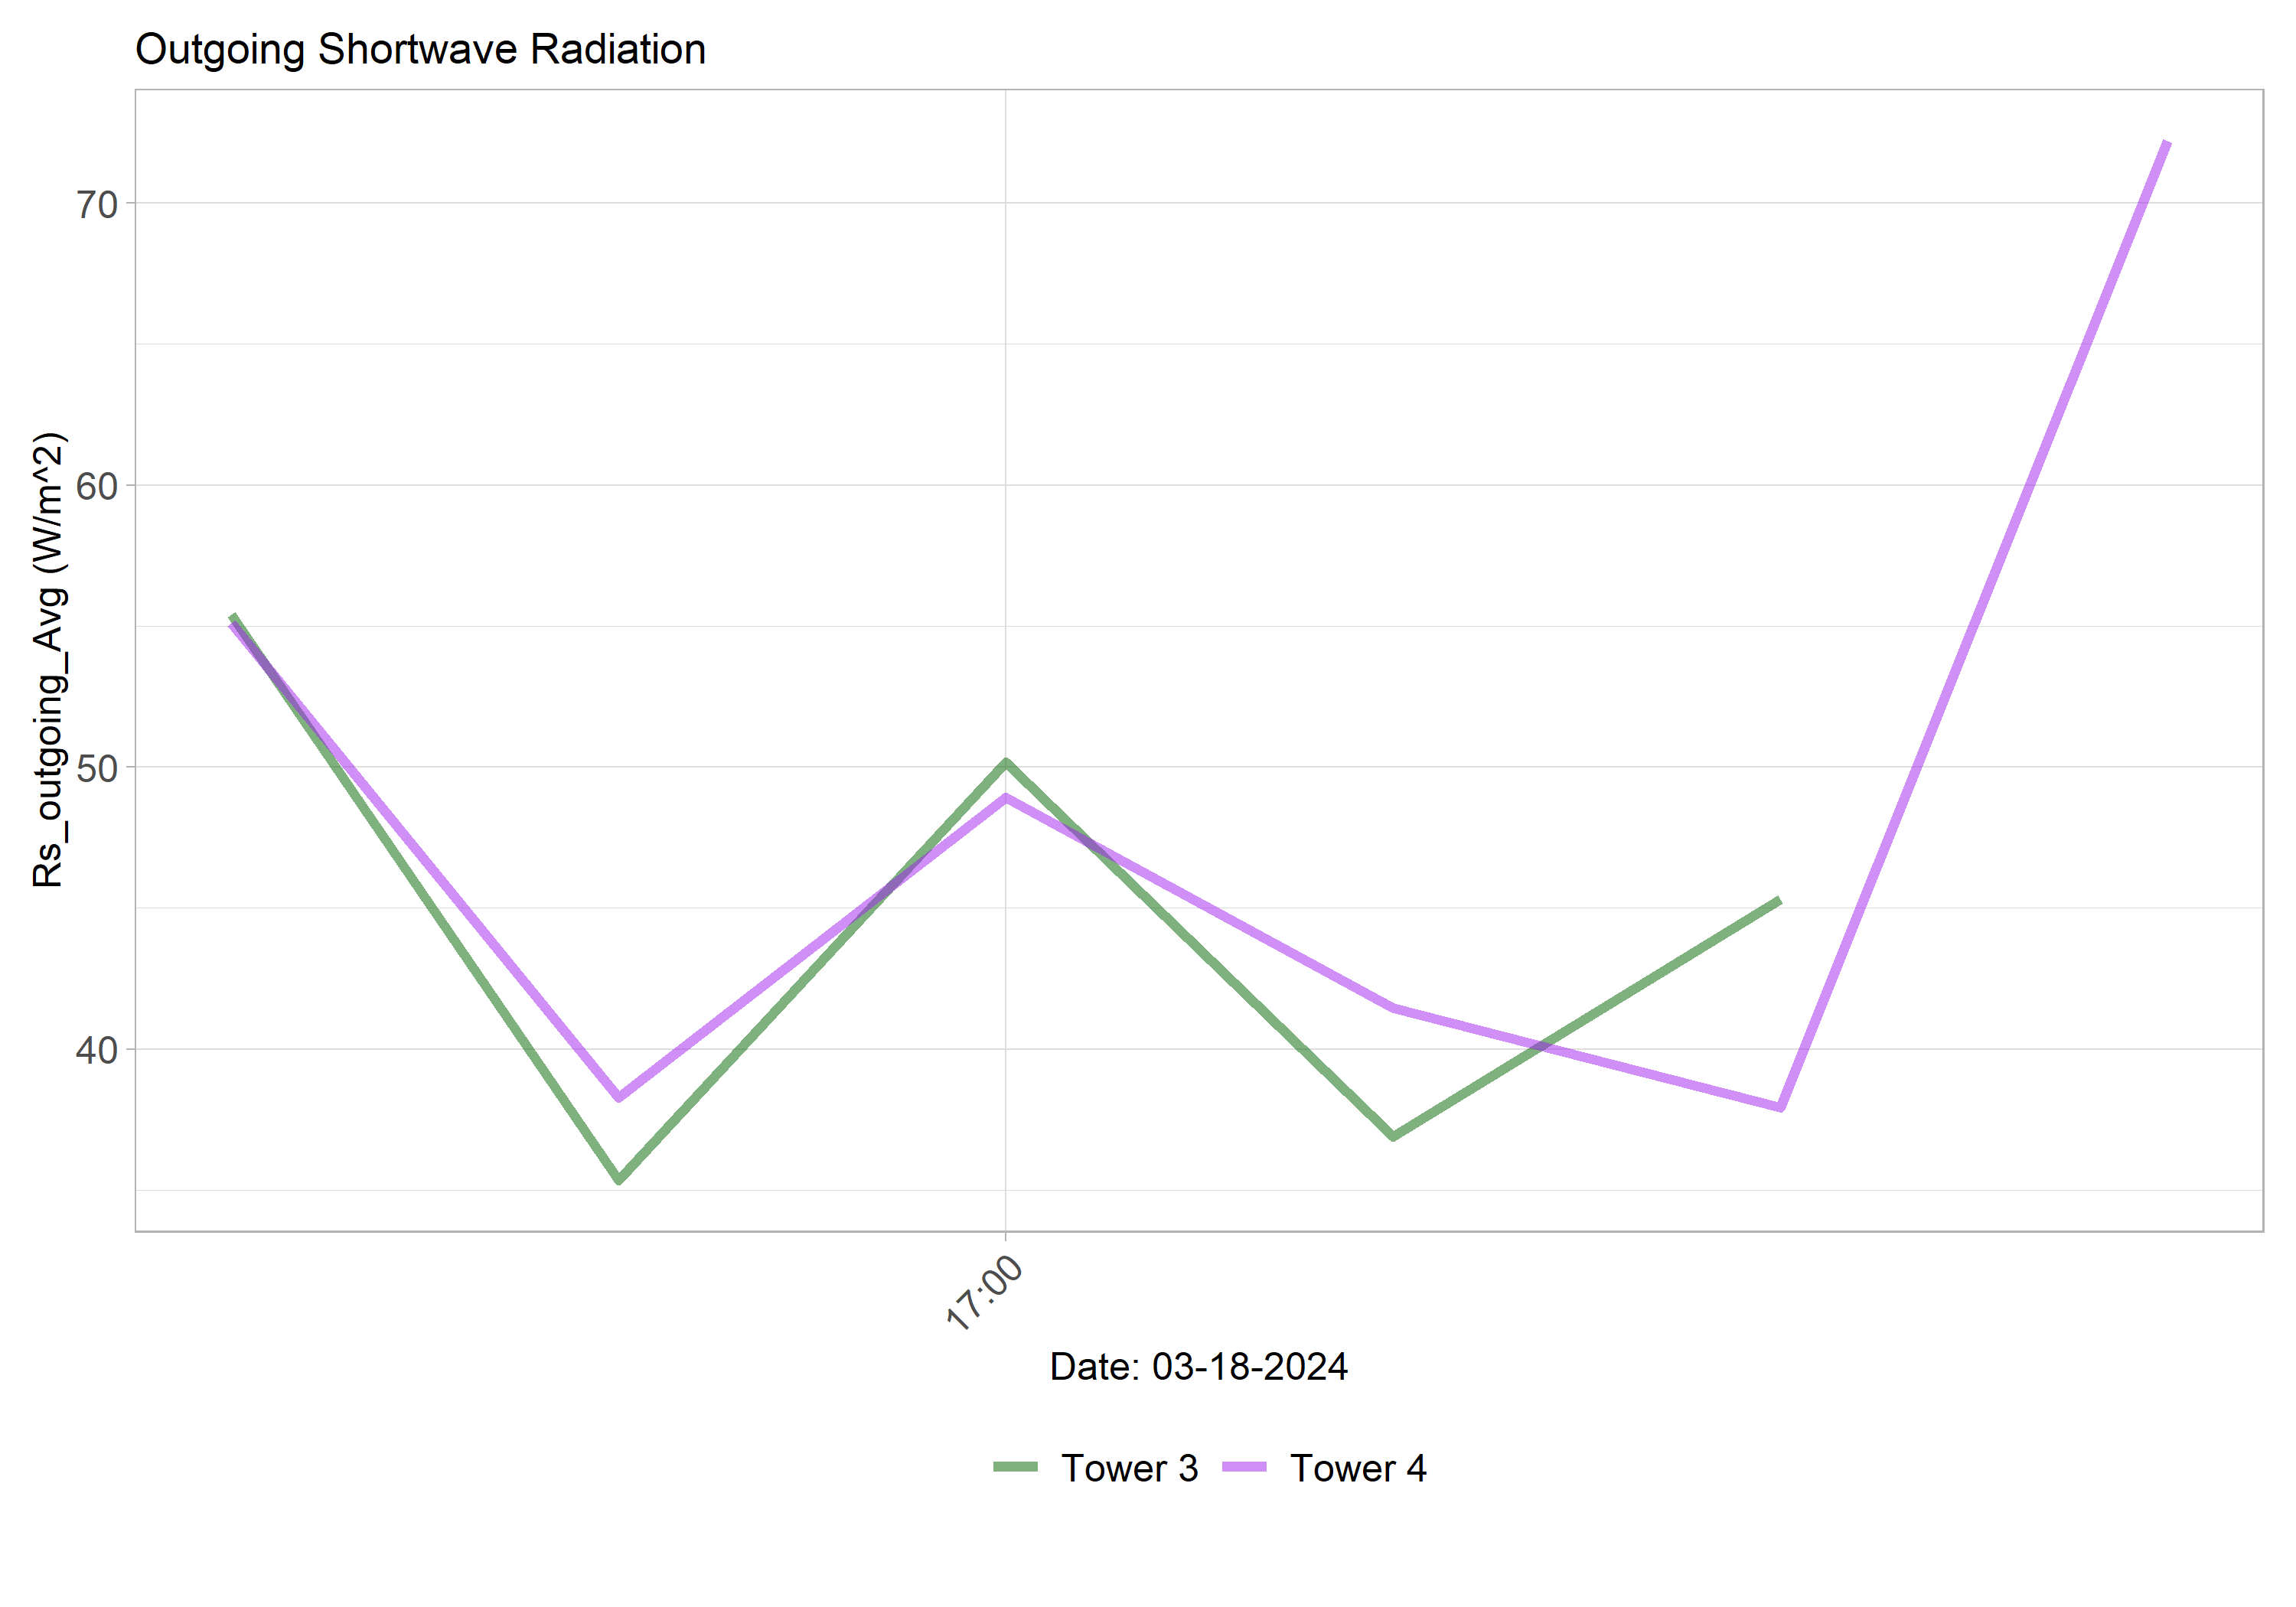 Outgoing Shortwave Radiation
Rs_outgoing_Avg (W/m^2)
70
60
50
40
17:00
Date: 03-18-2024
Tower 3 Tower 4